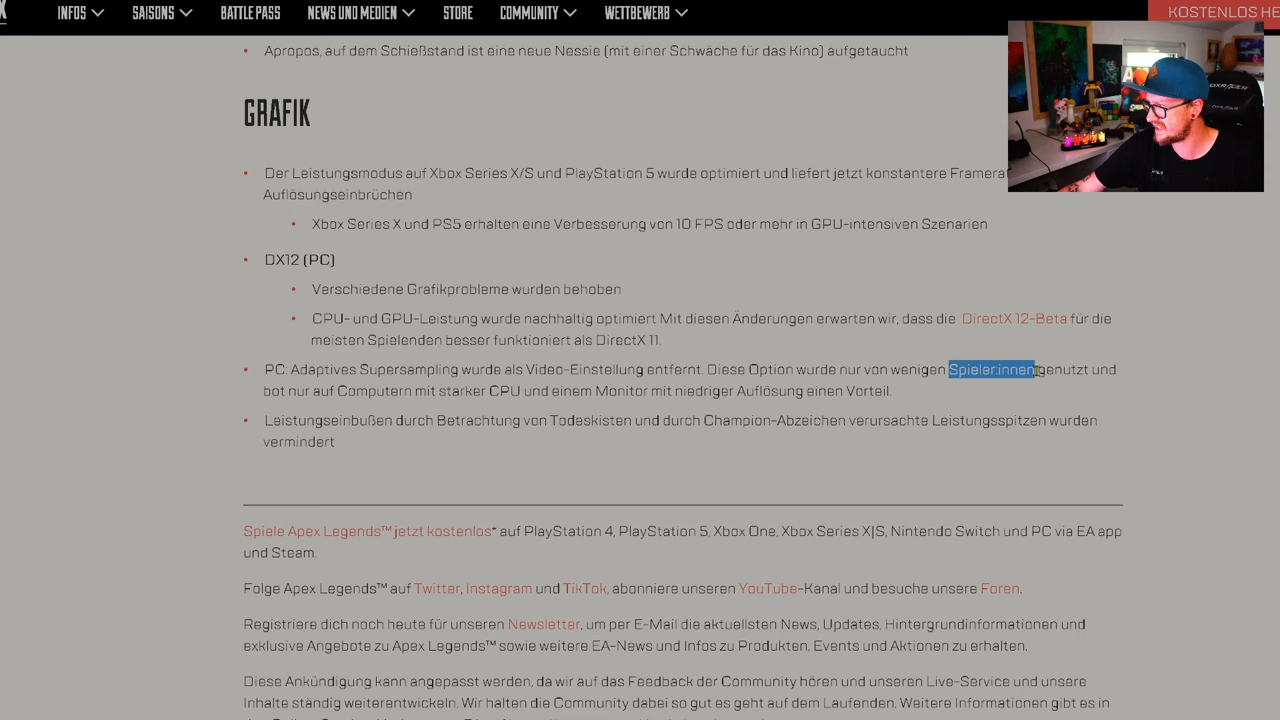 INFOS SAISONS BATTLE PASS NEWS UND MEDIEN STORE COMMUNITY WETTBEWERB KOSTENLOS HE
• Apropos, auf dem Schießstand ist eine neue Nessie (mit einer Schwäche für das Kino) aufgetaucht
GRAFIK
• Der Leistungsmodus auf Xbox Series X/S und PlayStation 5 wurde optimiert und liefert jetzt konstantere Framera
Auflösungseinbrüchen
• Xbox Series X und PS5 erhalten eine Verbesserung von 10 FPS oder mehr in GPU-intensiven Szenarien
• DX12 (PC)
• Verschiedene Grafikprobleme wurden behoben
• CPU- und GPU-Leistung wurde nachhaltig optimiert Mit diesen Änderungen erwarten wir, dass die DirectX 12-Beta für die
meisten Spielenden besser funktioniert als DirectX 11.
• PC: Adaptives Supersampling wurde als Video-Einstellung entfernt. Diese Option wurde nur von wenigen Spieler:innen genutzt und
bot nur auf Computern mit starker CPU und einem Monitor mit niedriger Auflösung einen Vorteil.
• Leistungseinbußen durch Betrachtung von Todeskisten und durch Champion-Abzeichen verursachte Leistungsspitzen wurden
vermindert
Spiele Apex Legends™ jetzt kostenlos* auf PlayStation 4, PlayStation 5, Xbox One, Xbox Series X|S, Nintendo Switch und PC via EA app
und Steam.
Folge Apex Legends™ auf Twitter, Instagram und TikTok, abonniere unseren YouTube-Kanal und besuche unsere Foren.
Registriere dich noch heute für unseren Newsletter, um per E-Mail die aktuellsten News, Updates, Hintergrundinformationen und
exklusive Angebote zu Apex Legends™ sowie weitere EA-News und Infos zu Produkten, Events und Aktionen zu erhalten.
Diese Ankündigung kann angepasst werden, da wir auf das Feedback der Community hören und unseren Live-Service und unsere
Inhalte ständig weiterentwickeln. Wir halten die Community dabei so gut es geht auf dem Laufenden. Weitere Informationen gibt es in